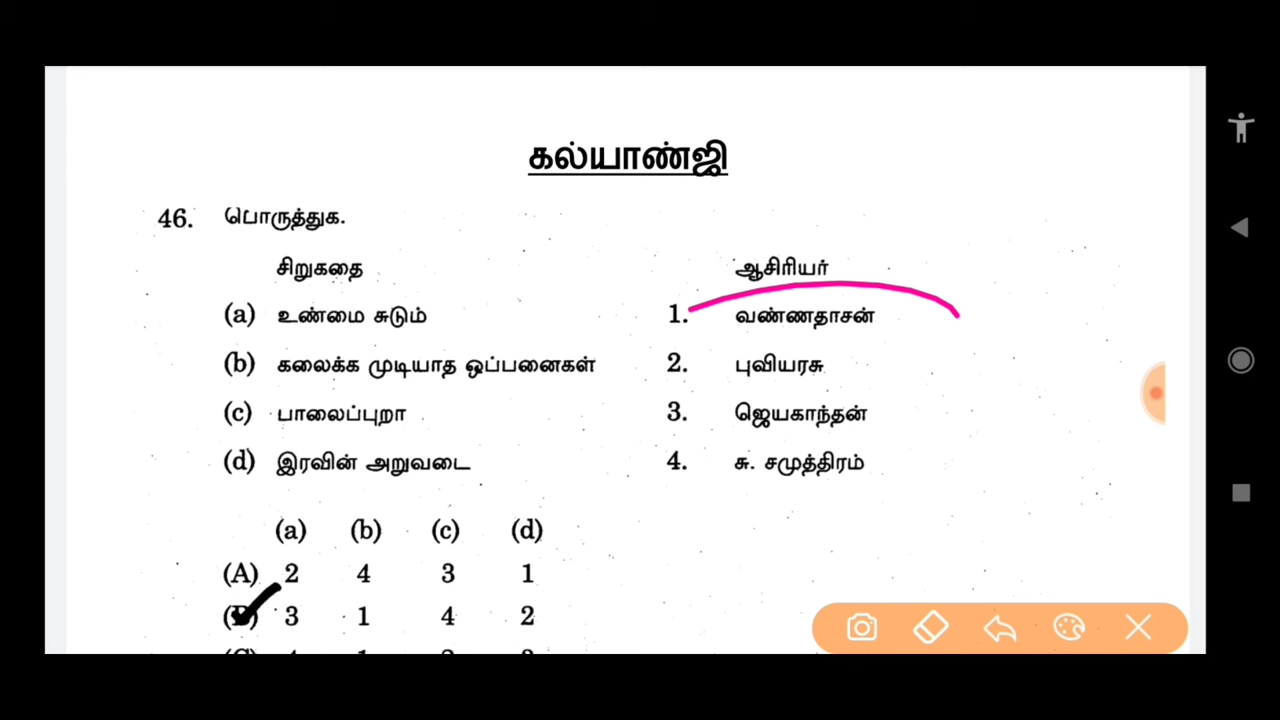 கல்யாண்ஜி
46. பொருத்துக.
சிறுகதை ஆசிரியர்
(a) உண்மை சுடும் 1. வண்ணதாசன்
(b) கலைக்க முடியாத ஒப்பனைகள் 2. புவியரசு
(c) பாலைப்புறா 3. ஜெயகாந்தன்
(d) இரவின் அறுவடை 4. சு. சமுத்திரம்
(a) (b) (c) (d)
(A) 2 4 3 1
3 1 4 2